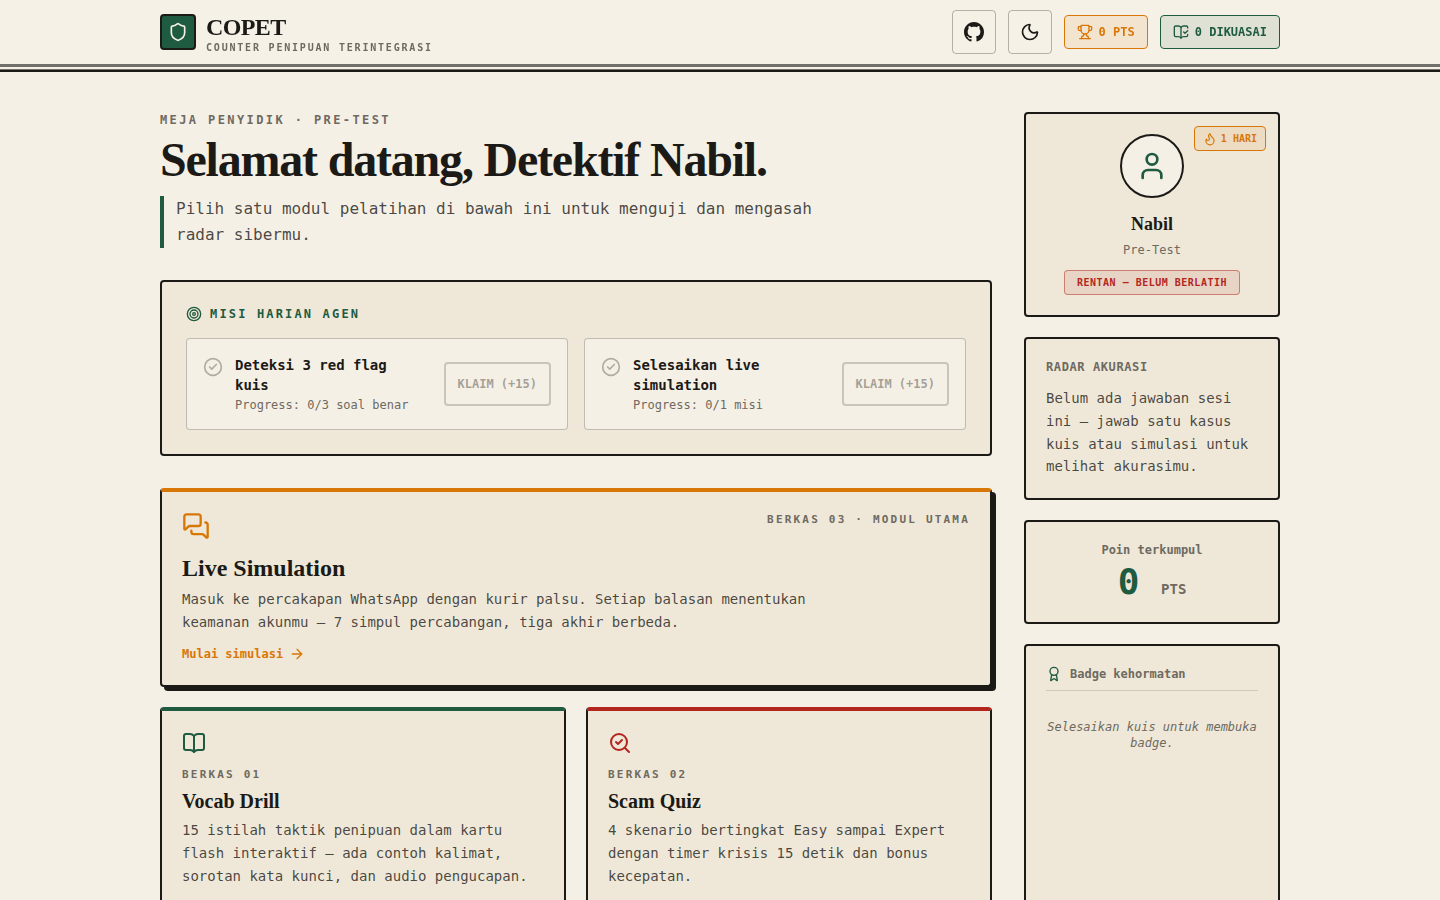 COPET
COUNTER PENIPUAN TERINTEGRASI
0 PTS
0 DIKUASAI
MEJA PENYIDIK · PRE-TEST
Selamat datang, Detektif Nabil.
Pilih satu modul pelatihan di bawah ini untuk menguji dan mengasah
radar sibermu.
MISI HARIAN AGEN
Deteksi 3 red flag
kuis
Progress: 0/3 soal benar
KLAIM (+15)
Selesaikan live
simulation
Progress: 0/1 misi
KLAIM (+15)
BERKAS 03 · MODUL UTAMA
Live Simulation
Masuk ke percakapan WhatsApp dengan kurir palsu. Setiap balasan menentukan
keamanan akunmu — 7 simpul percabangan, tiga akhir berbeda.
Mulai simulasi →
BERKAS 01
Vocab Drill
15 istilah taktik penipuan dalam kartu
flash interaktif — ada contoh kalimat,
sorotan kata kunci, dan audio pengucapan.
BERKAS 02
Scam Quiz
4 skenario bertingkat Easy sampai Expert
dengan timer krisis 15 detik dan bonus
kecepatan.
1 HARI
Nabil
Pre-Test
RENTAN — BELUM BERLATIH
RADAR AKURASI
Belum ada jawaban sesi
ini — jawab satu kasus
kuis atau simulasi untuk
melihat akurasimu.
Poin terkumpul
0 PTS
Badge kehormatan
Selesaikan kuis untuk membuka
badge.